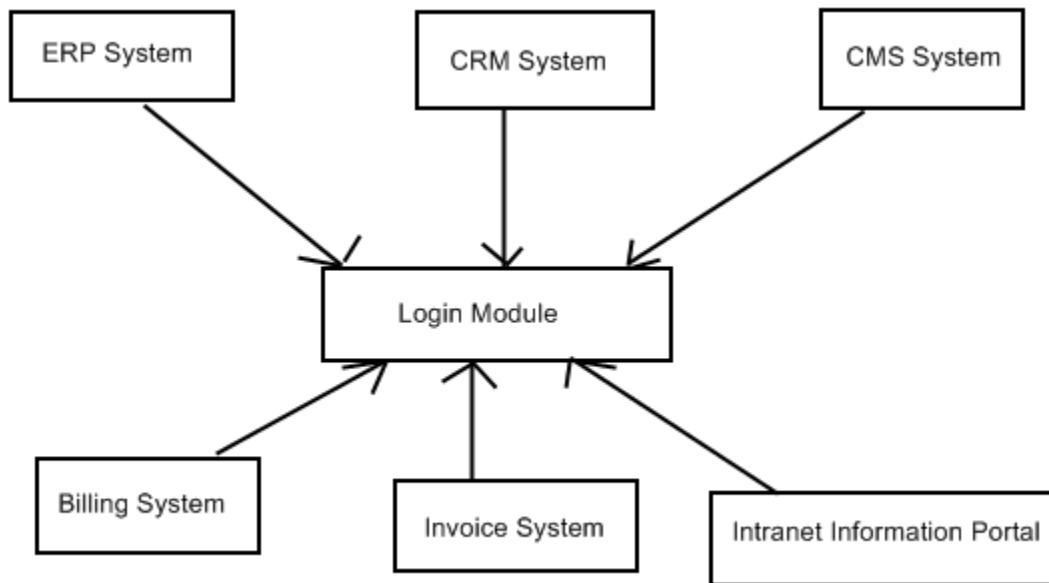 ERP System
CRM System
CMS System
Login Module
Billing System
Invoice System
Intranet Information Portal